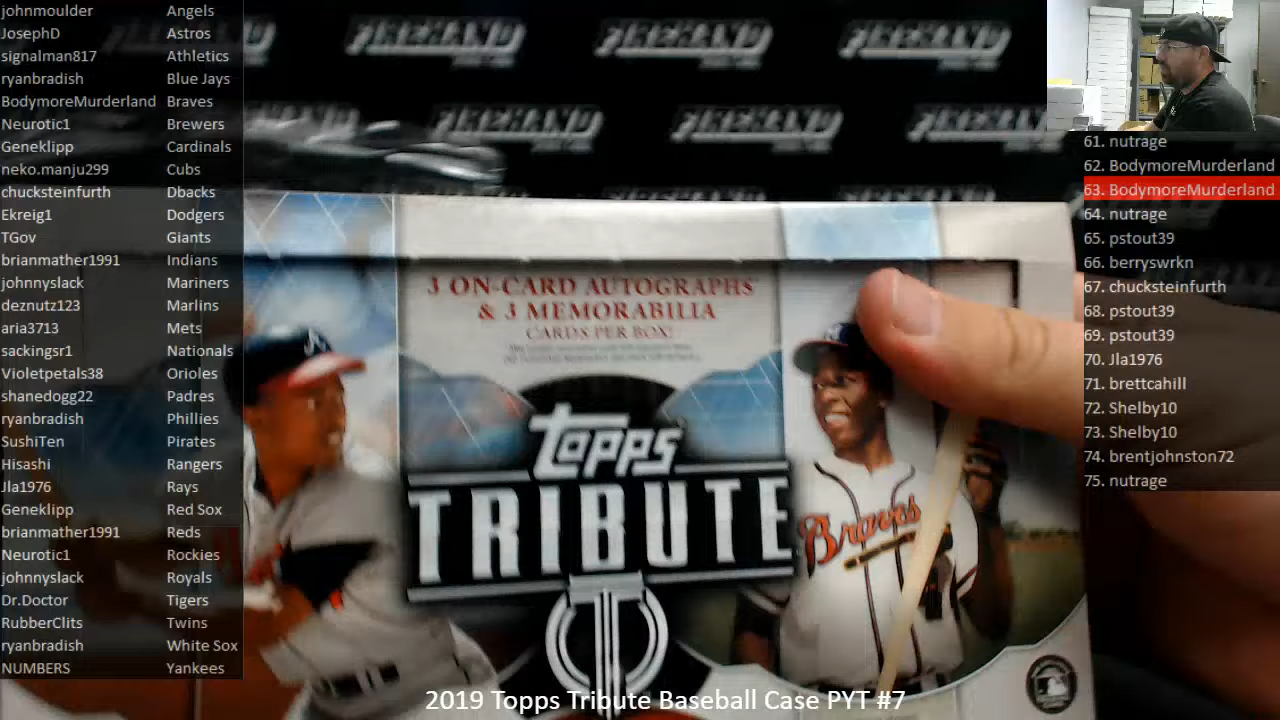 johnmoulder Angels
JosephD Astros
signalman817 Athletics
ryanbradish Blue Jays
BodymoreMurderland Braves
Neurotic1 Brewers
Geneklipp Cardinals
neko.manju299 Cubs
chucksteinfurth Dbacks
Ekreig1 Dodgers
TGov Giants
brianmather1991 Indians
johnnyslack Mariners
deznutz123 Marlins
aria3713 Mets
sackingsr1 Nationals
Violetpetals38 Orioles
shanedogg22 Padres
ryanbradish Phillies
SushiTen Pirates
Hisashi Rangers
Jla1976 Rays
Geneklipp Red Sox
brianmather1991 Reds
Neurotic1 Rockies
johnnyslack Royals
Dr.Doctor Tigers
RubberClits Twins
ryanbradish White Sox
NUMBERS Yankees
3 ON-CARD AUTOGRAPHS
& 3 MEMORABILIA
CARDS PER BOX!
topps
TRIBUTE
Braves
61. nutrage
62. BodymoreMurderland
63. BodymoreMurderland
64. nutrage
65. pstout39
66. berryswrkn
67. chucksteinfurth
68. pstout39
69. pstout39
70. Jla1976
71. brettcahill
72. Shelby10
73. Shelby10
74. brentjohnston72
75. nutrage
2019 Topps Tribute Baseball Case PYT #7